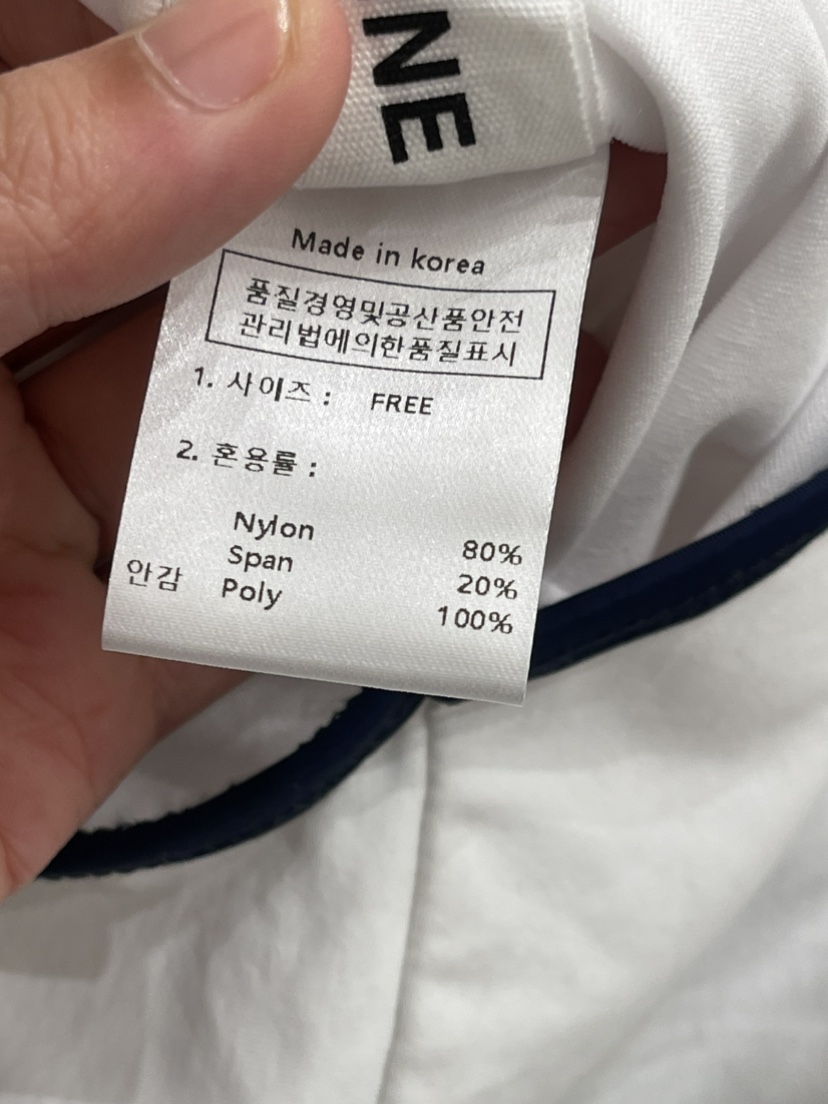 NE
Made in korea
품질경영및공산품안전
관리법에의한품질표시
1. 사이즈 : FREE
2. 혼용률 :
Nylon 80%
Span 20%
안감 Poly 100%